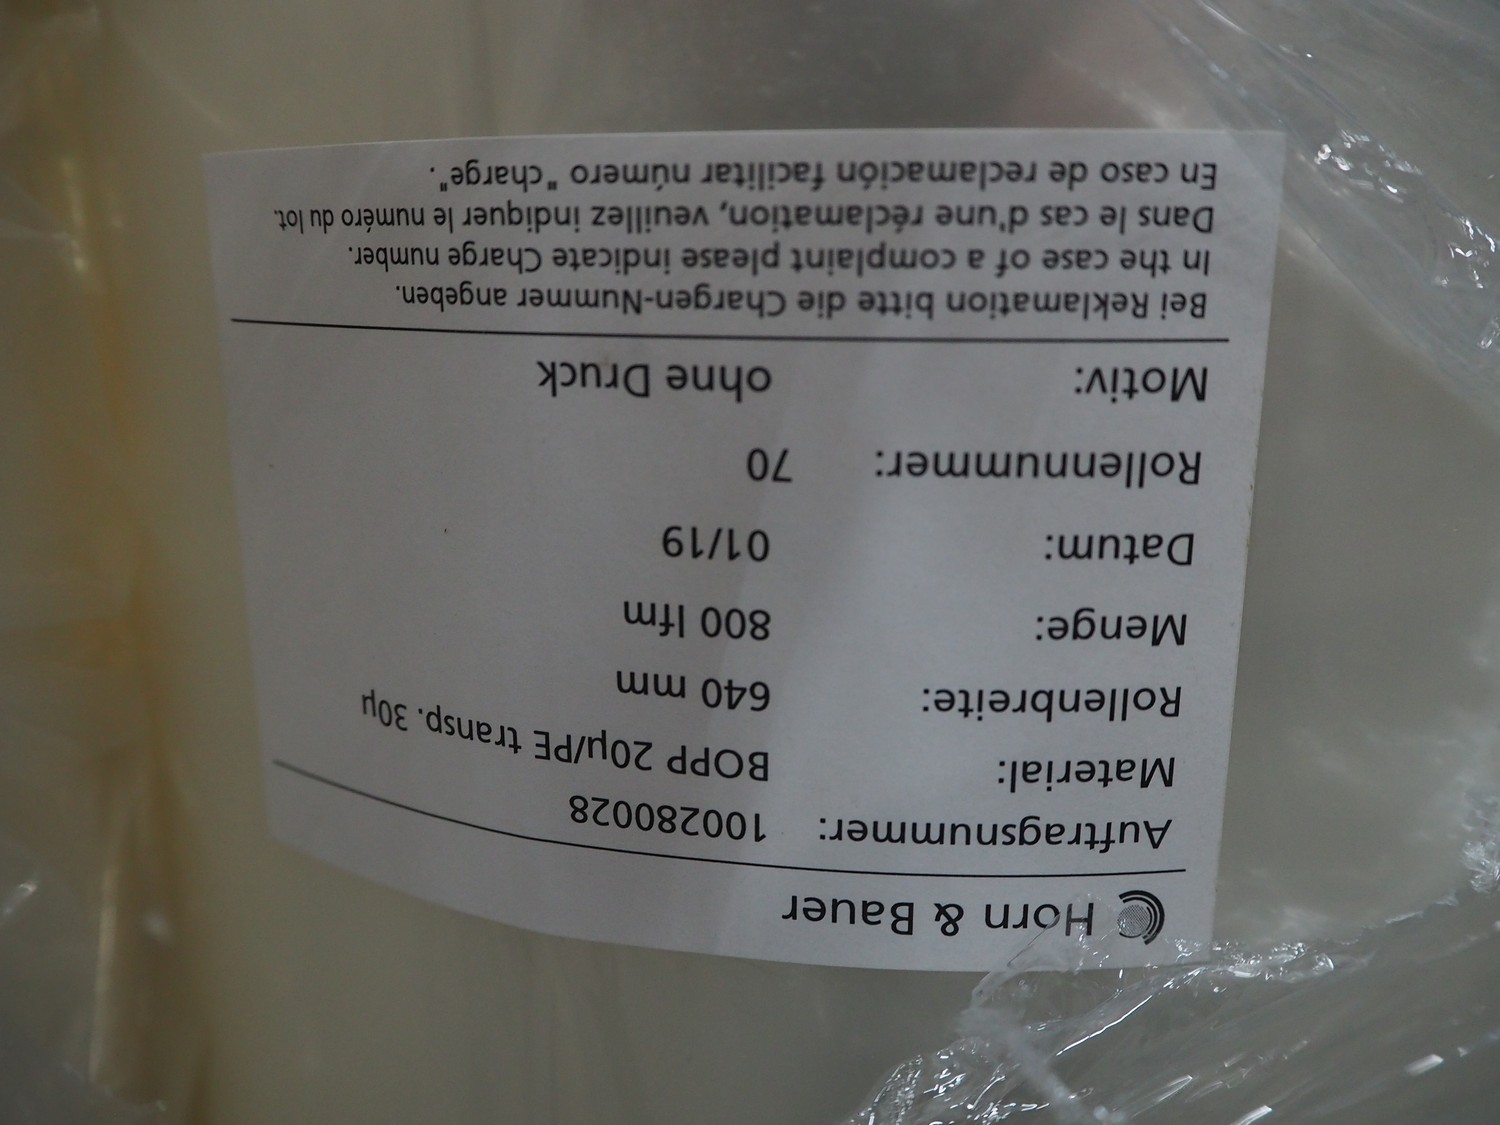 Horn & Bauer
Auftragsnummer: 100280028
Material: BOPP 20µ/PE transp. 30µ
Rollenbreite: 640 mm
Menge: 800 lfm
Datum: 01/19
Rollennummer: 70
Motiv: ohne Druck
Bei Reklamation bitte die Chargen-Nummer angeben.
In the case of a complaint please indicate Charge number.
Dans le cas d'une réclamation, veuillez indiquer le numéro du lot.
En caso de reclamación facilitar número "charge".